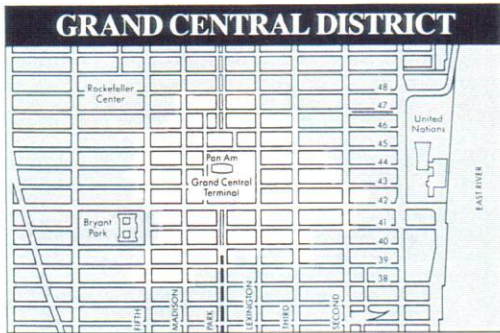 GRAND CENTRAL DISTRICT
Rockefeller
Center
48
47
46
United
Nations
45
Pan Am
44
Grand Central
Terminal
43
42
EAST RIVER
Bryant
Park
41
40
39
38
FIFTH
MADISON
PARK
LEXINGTON
THIRD
SECOND